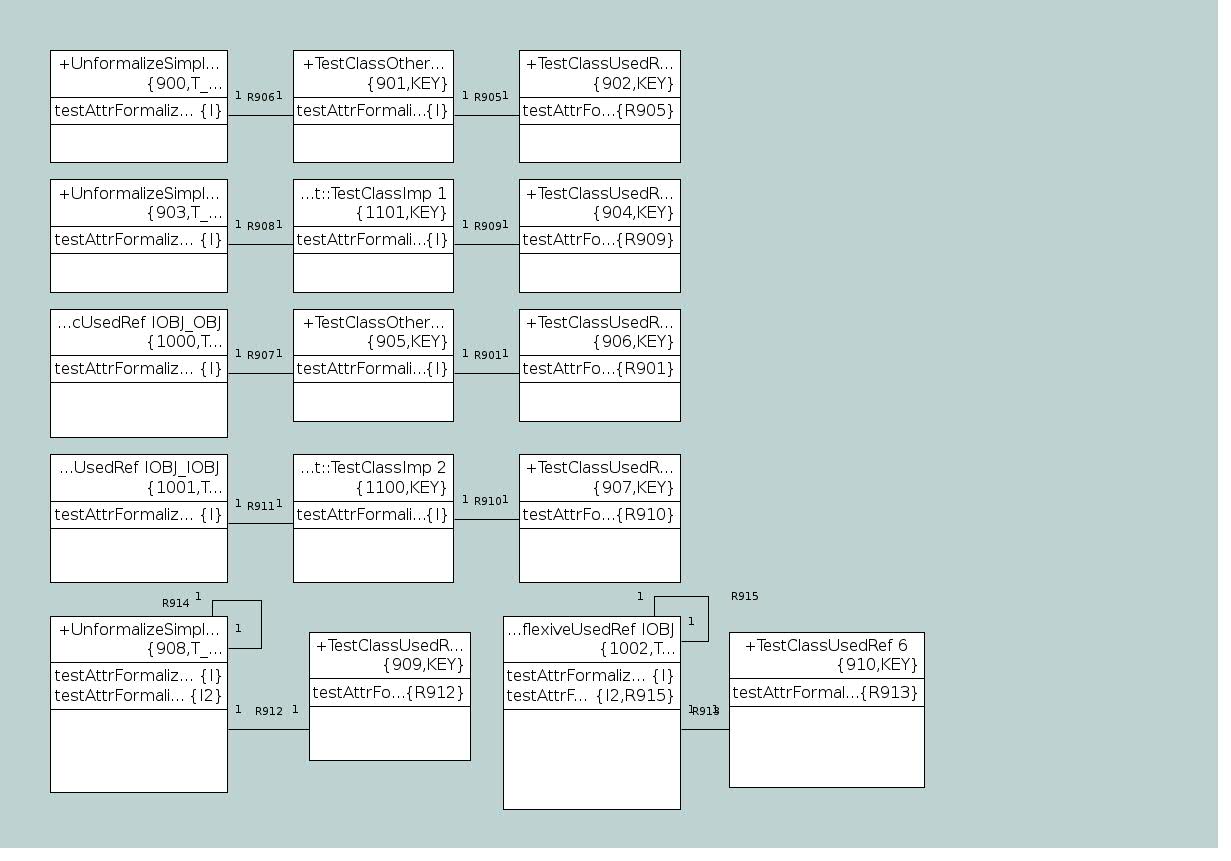 +UnformalizeSimpl...
{900,T_...
testAttrFormaliz... {I}
1 R906 1
+TestClassOther...
{901,KEY}
testAttrFormali...{I}
1 R905 1
+TestClassUsedR...
{902,KEY}
testAttrFo...{R905}
+UnformalizeSimpl...
{903,T_...
testAttrFormaliz... {I}
1 R908 1
...t::TestClassImp 1
{1101,KEY}
testAttrFormali...{I}
1 R909 1
+TestClassUsedR...
{904,KEY}
testAttrFo...{R909}
...cUsedRef IOBJ_OBJ
{1000,T...
testAttrFormaliz... {I}
1 R907 1
+TestClassOther...
{905,KEY}
testAttrFormali...{I}
1 R901 1
+TestClassUsedR...
{906,KEY}
testAttrFo...{R901}
...UsedRef IOBJ_IOBJ
{1001,T...
testAttrFormaliz... {I}
1 R911 1
...t::TestClassImp 2
{1100,KEY}
testAttrFormali...{I}
1 R910 1
+TestClassUsedR...
{907,KEY}
testAttrFo...{R910}
R914 1
1
+UnformalizeSimpl...
{908,T_...
testAttrFormaliz... {I}
testAttrFormali... {I2}
1 R912 1
+TestClassUsedR...
{909,KEY}
testAttrFo...{R912}
1 R915
1
...flexiveUsedRef IOBJ
{1002,T...
testAttrFormaliz... {I}
testAttrF... {I2,R915}
1 R913 1
+TestClassUsedRef 6
{910,KEY}
testAttrFormal...{R913}